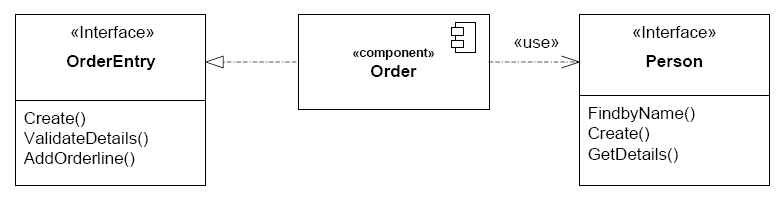 «Interface»
OrderEntry
Create()
ValidateDetails()
AddOrderline()
«component»
Order
«use»
«Interface»
Person
FindbyName()
Create()
GetDetails()